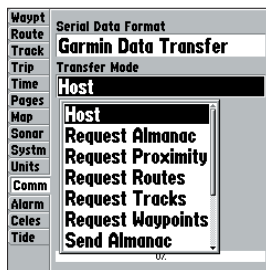 Waypt
Route
Track
Trip
Time
Pages
Map
Sonar
Systm
Units
Comm
Alarm
Celes
Tide
Serial Data Format
Garmin Data Transfer
Transfer Mode
Host
Host
Request Almanac
Request Proximity
Request Routes
Request Tracks
Request Waypoints
Send Almanac